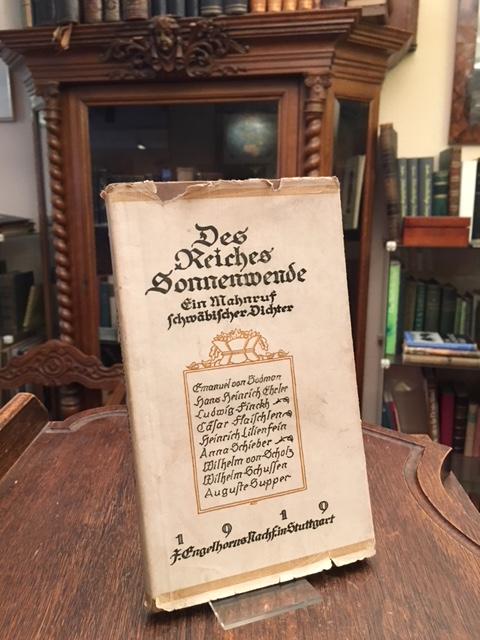 Des
Reiches
Sonnenwende
Ein Mahnruf
schwäbischer Dichter
Emanuel von Bodman
Hans Heinrich Ehrler
Ludwig Finckh
Cäsar Flaischlen
Heinrich Lilienfein
Anna Schieber
Wilhelm von Scholz
Wilhelm Schussen
Auguste Supper
1919
J. Engelhorns Nachf. in Stuttgart